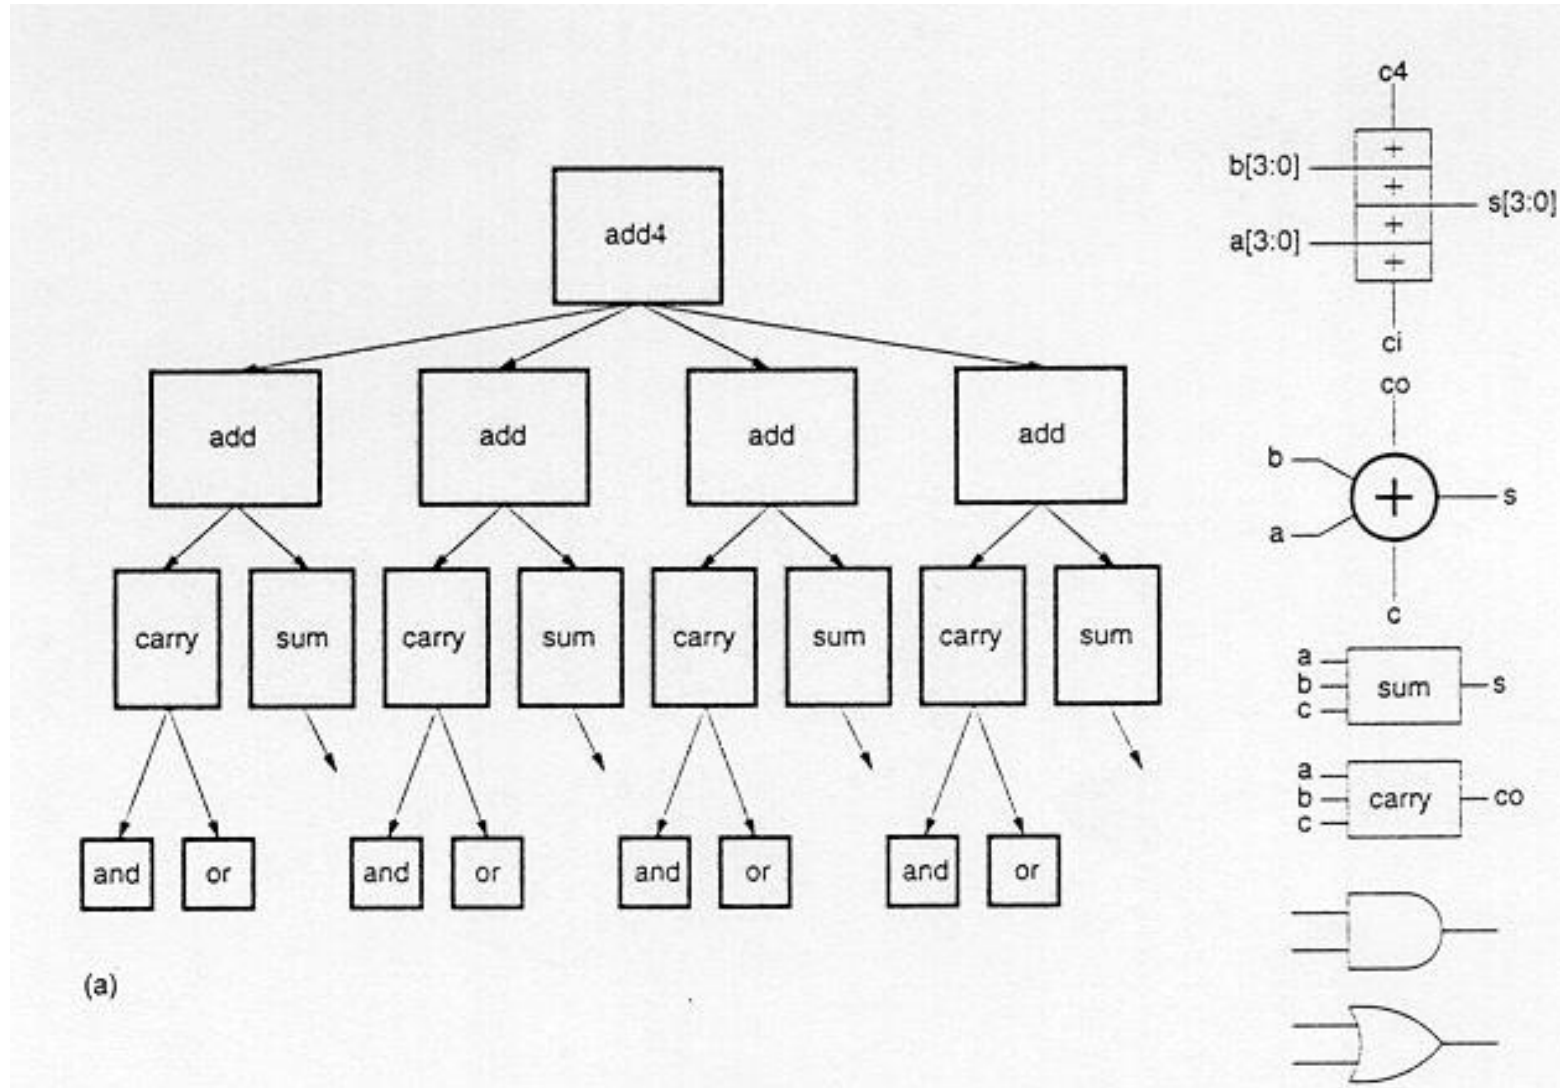 add4
add add add add
carry sum carry sum carry sum carry sum
and or and or and or and or
(a)
c4
+
b[3:0]
+
s[3:0]
+
a[3:0]
+
ci
co
b
+
s
a
c
a
b sum s
c
a
b carry co
c